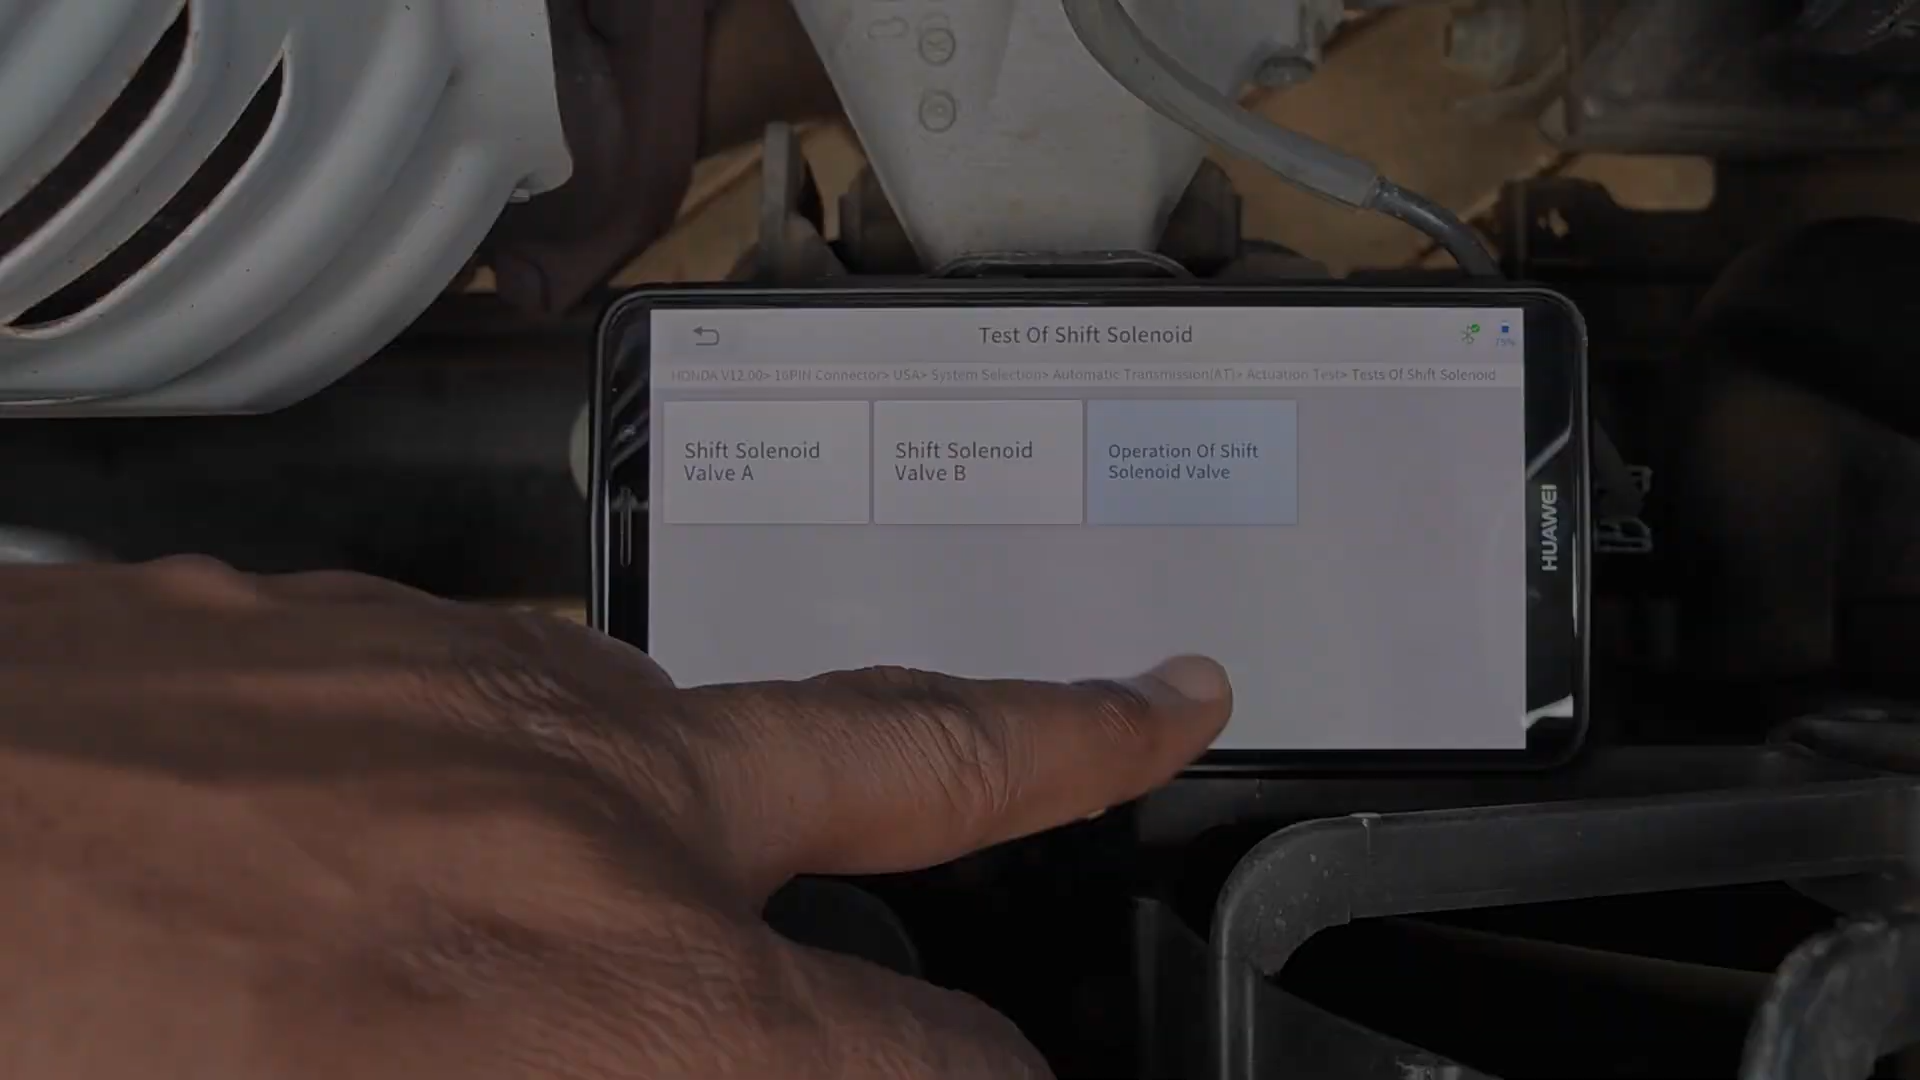 Test Of Shift Solenoid
75%
HONDA V12.00> 16PIN Connector> USA> System Selection> Automatic Transmission(AT)> Actuation Test> Tests Of Shift Solenoid
Shift Solenoid
Valve A
Shift Solenoid
Valve B
Operation Of Shift
Solenoid Valve
HUAWEI